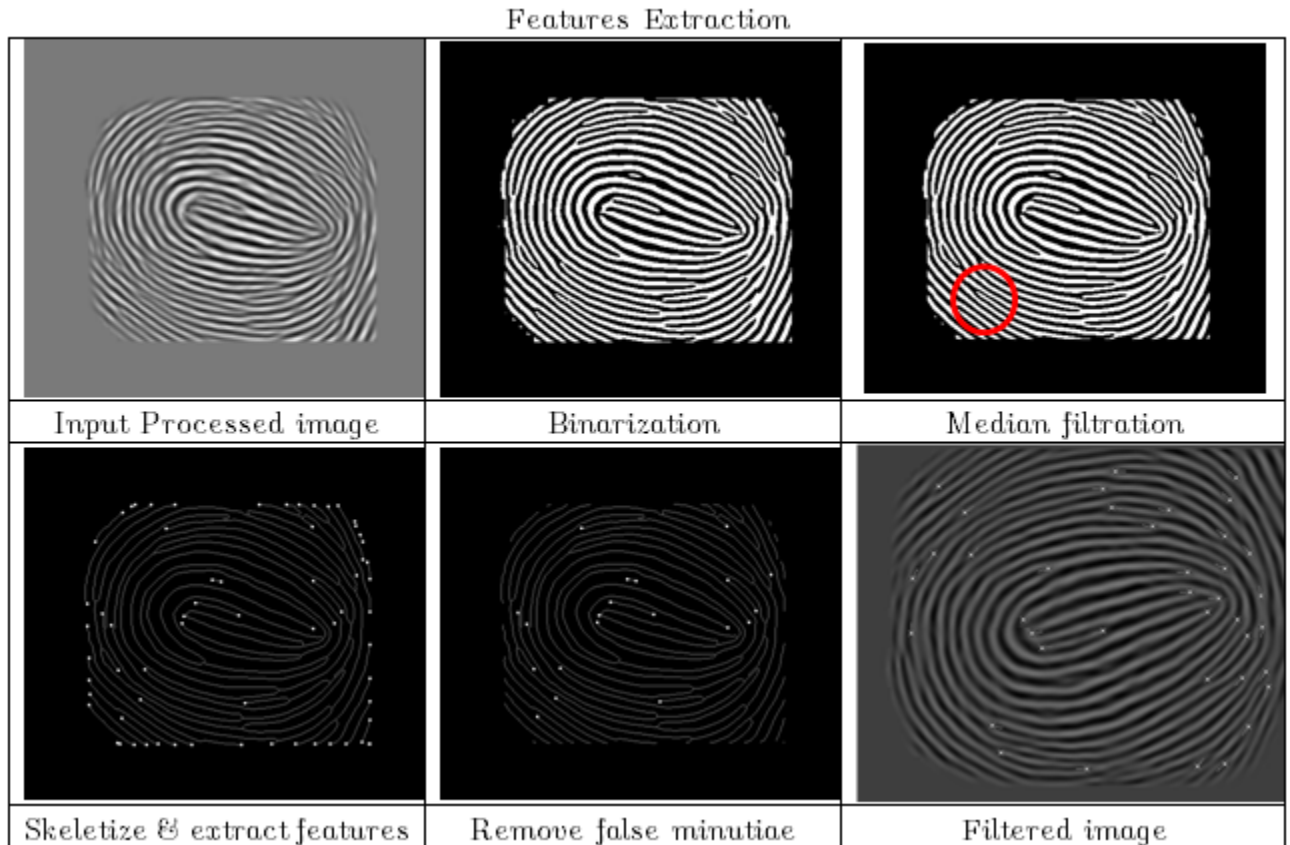 Features Extraction
Input Processed image
Binarization
Median filtration
Skeletize & extract features
Remove false minutiae
Filtered image